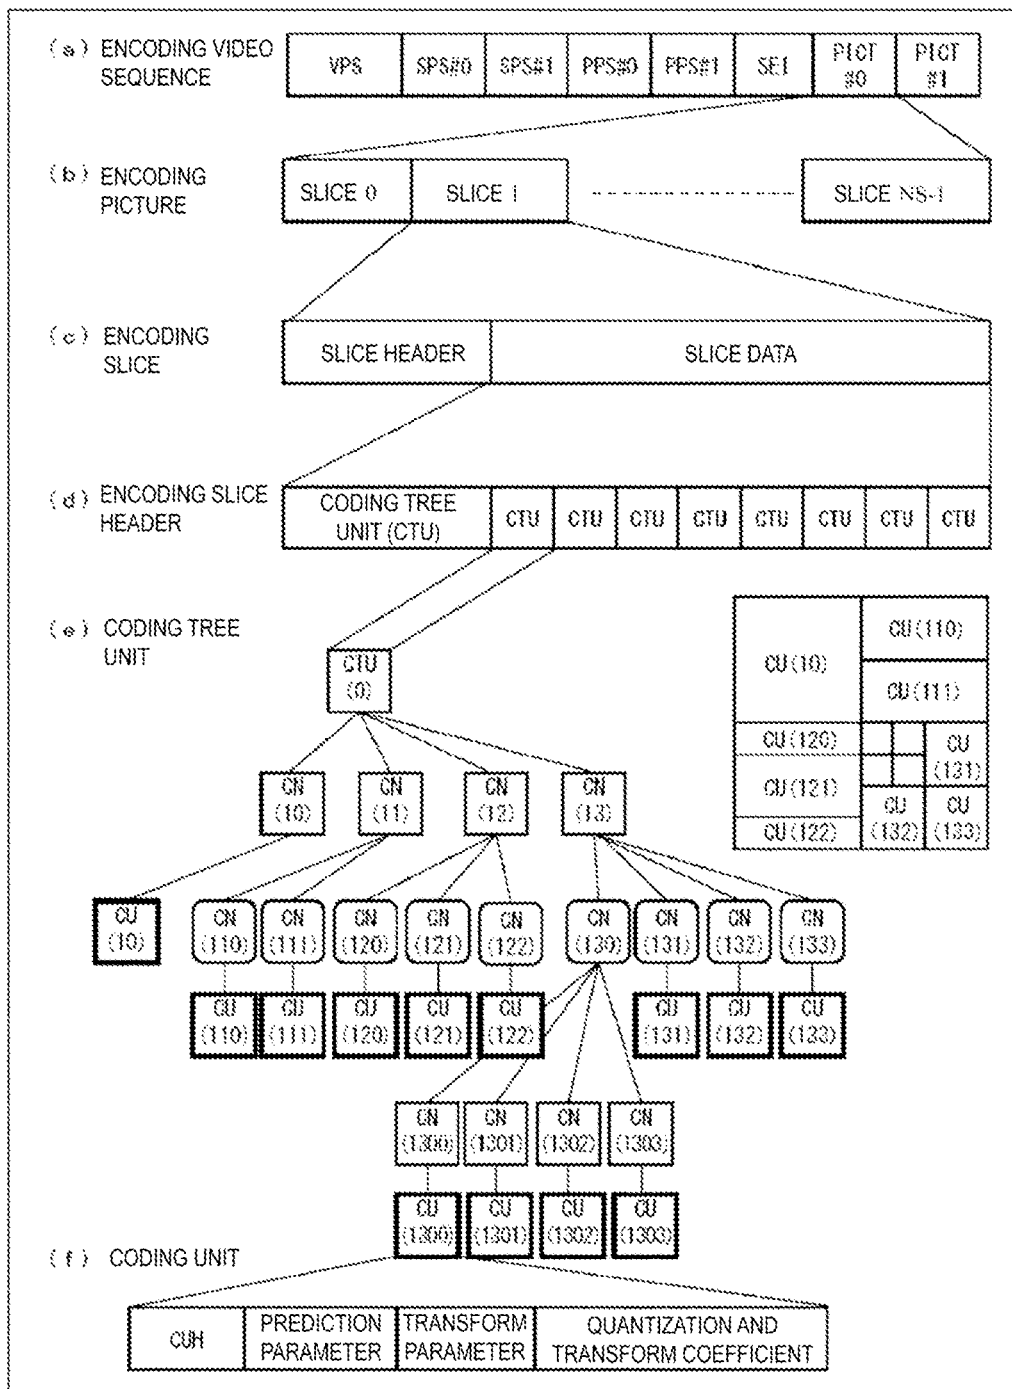 (a) ENCODING VIDEO
SEQUENCE
VPS SPS#0 SPS#1 PPS#0 PPS#1 SEI PICT
#0 PICT
#1
(b) ENCODING
PICTURE
SLICE 0 SLICE 1 SLICE NS-1
(c) ENCODING
SLICE
SLICE HEADER SLICE DATA
(d) ENCODING SLICE
HEADER
CODING TREE
UNIT (CTU)
CTU CTU CTU CTU CTU CTU CTU CTU
(e) CODING TREE
UNIT
CTU
(0)
CU(10)
CU(110)
CU(111)
CU(120)
CU(121)
CU(122)
CU
(131)
CU
(132)
CU
(133)
CN
(10)
CN
(11)
CN
(12)
CN
(13)
CU
(10)
CN
(110)
CN
(111)
CN
(120)
CN
(121)
CN
(122)
CN
(130)
CN
(131)
CN
(132)
CN
(133)
CU
(110)
CU
(111)
CU
(120)
CU
(121)
CU
(122)
CU
(131)
CU
(132)
CU
(133)
CN
(1300)
CN
(1301)
CN
(1302)
CN
(1303)
CU
(1300)
CU
(1301)
CU
(1302)
CU
(1303)
(f) CODING UNIT
CUH
PREDICTION
PARAMETER
TRANSFORM
PARAMETER
QUANTIZATION AND
TRANSFORM COEFFICIENT